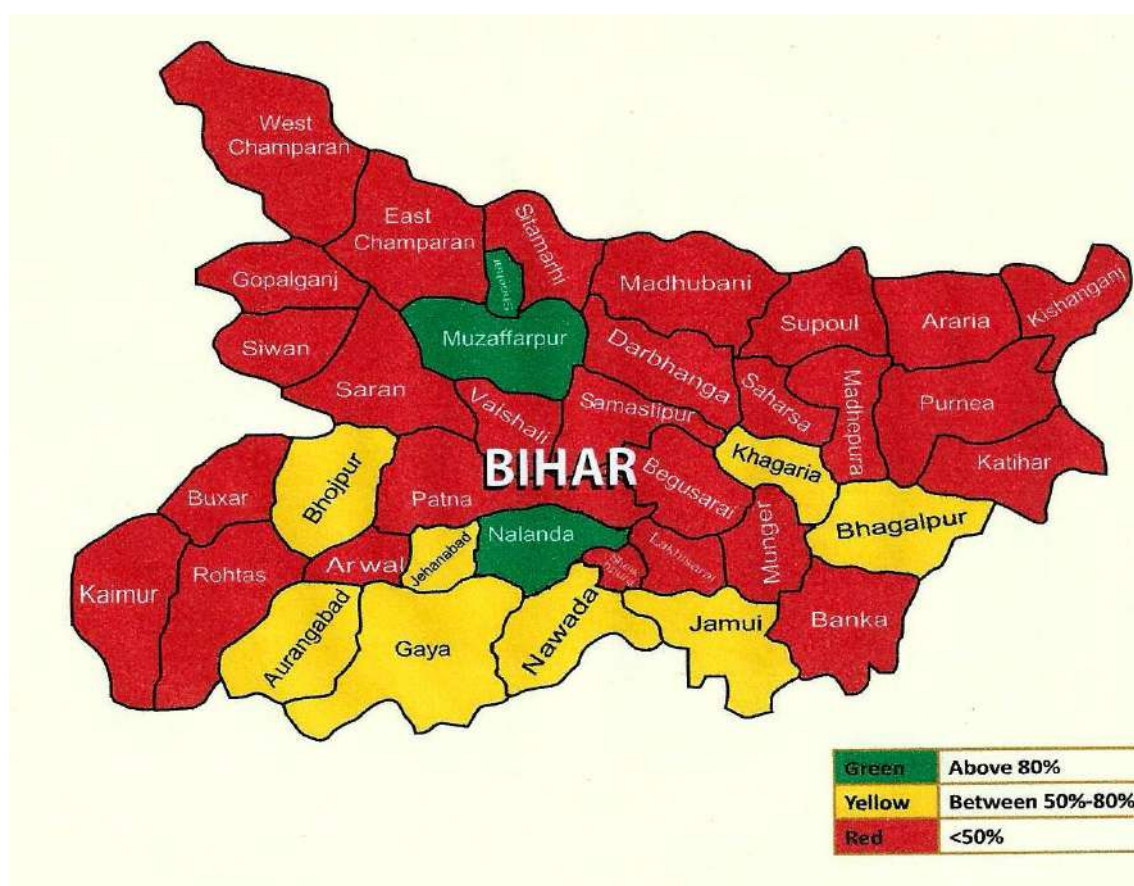 West
Champaran
East
Champaran
Sitamarhi
Sheohar
Gopalganj
Muzaffarpur
Madhubani
Supoul
Araria
Kishanganj
Siwan
Saran
Vaishali
Darbhanga
Samastipur
Saharsa
Madhepura
Purnea
Katihar
BIHAR
Buxar
Bhojpur
Patna
Begusarai
Khagaria
Bhagalpur
Munger
Nalanda
Lakhisarai
Jehanabad
Arwal
Rohtas
Kaimur
Aurangabad
Gaya
Nawada
Jamui
Banka
Green Above 80%
Yellow Between 50%-80%
Red <50%